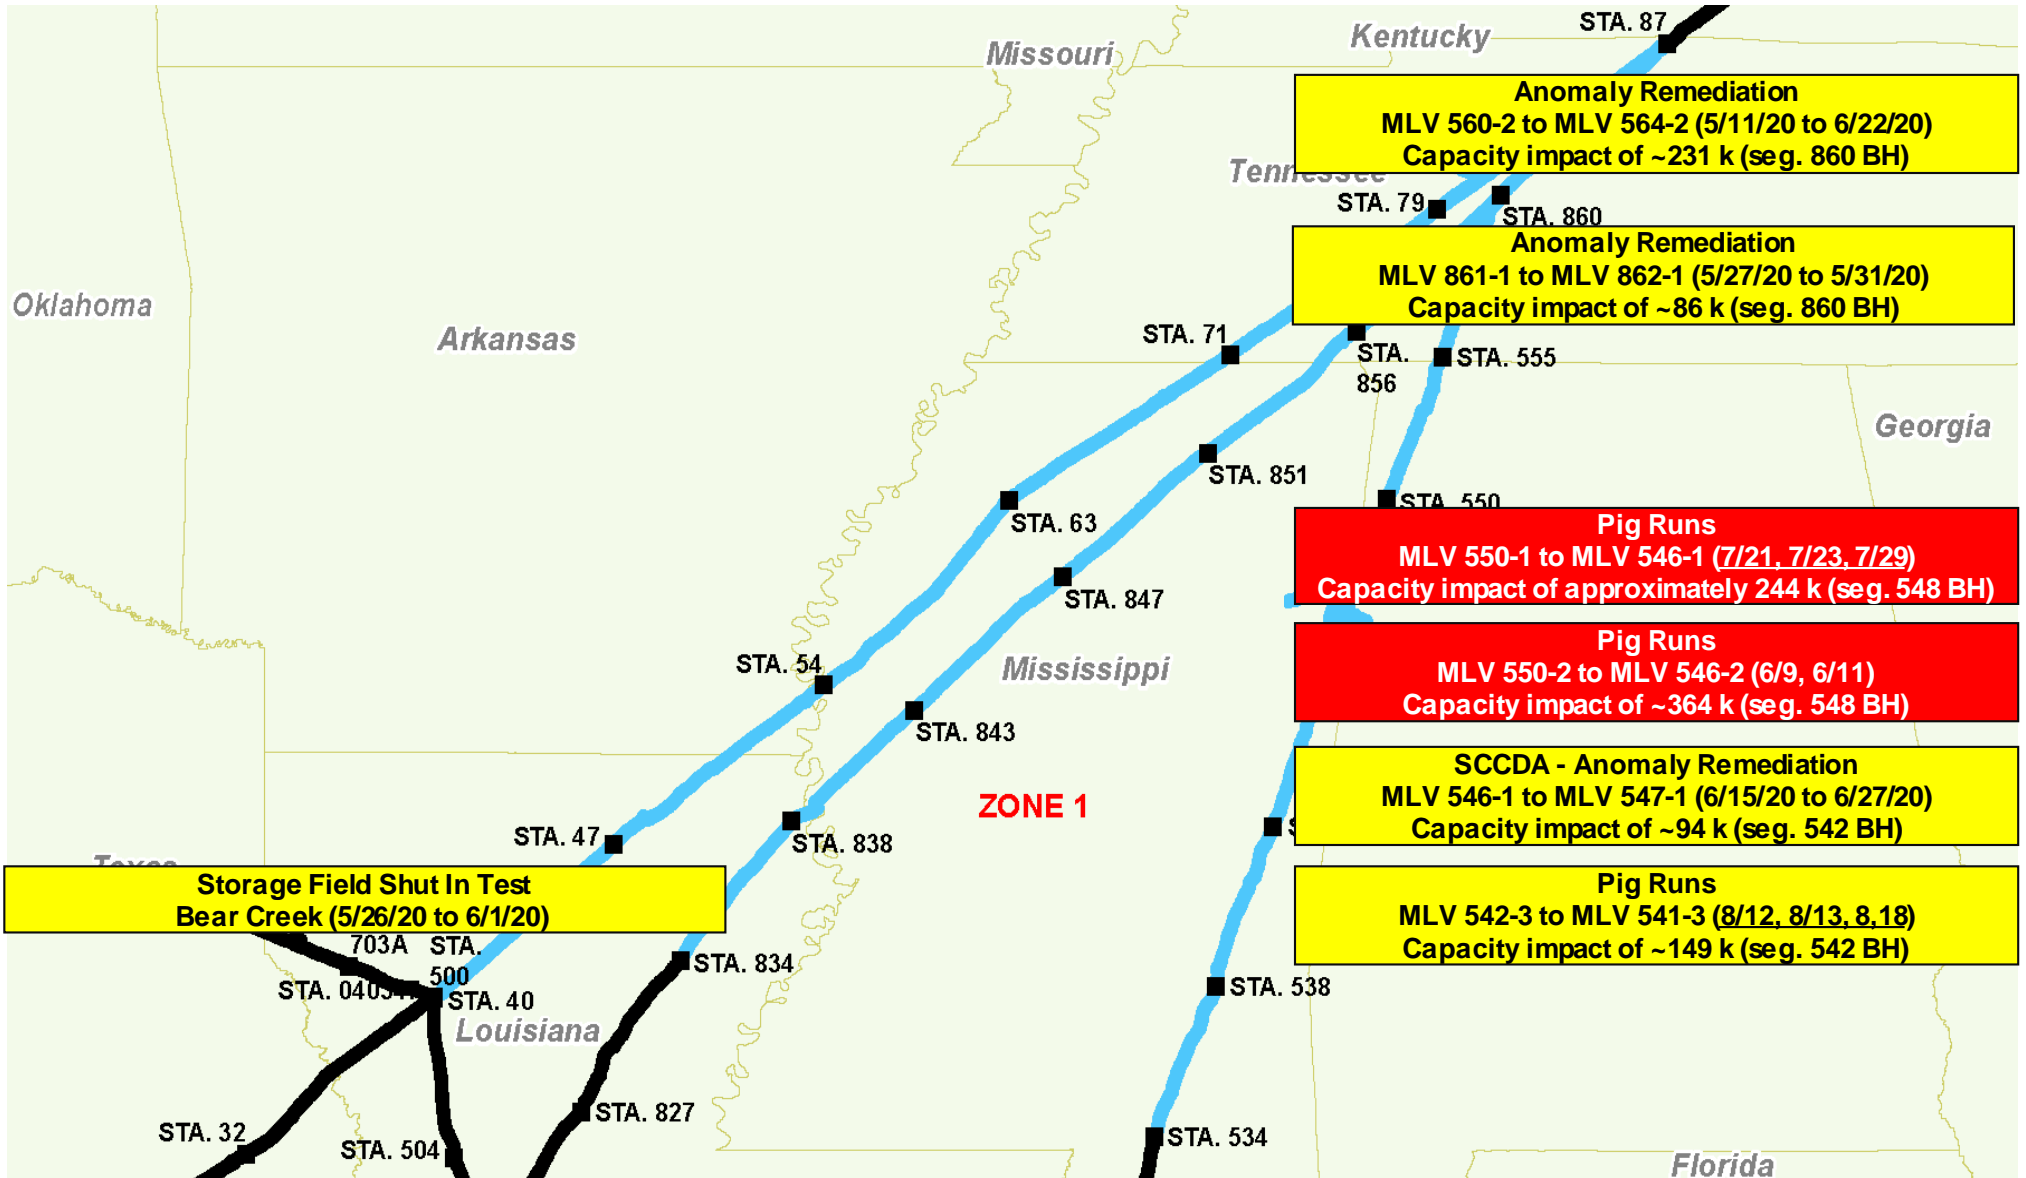 STA. 87
Kentucky
Missouri
Anomaly Remediation
MLV 560-2 to MLV 564-2 (5/11/20 to 6/22/20)
Capacity impact of ~231 k (seg. 860 BH)
Tennessee
STA. 79
STA. 860
Anomaly Remediation
MLV 861-1 to MLV 862-1 (5/27/20 to 5/31/20)
Capacity impact of ~86 k (seg. 860 BH)
Oklahoma
Arkansas
STA. 71
STA.
856
STA. 555
Georgia
STA. 851
STA. 63
STA. 550
Pig Runs
MLV 550-1 to MLV 546-1 (7/21, 7/23, 7/29)
Capacity impact of approximately 244 k (seg. 548 BH)
STA. 847
Pig Runs
MLV 550-2 to MLV 546-2 (6/9, 6/11)
Capacity impact of ~364 k (seg. 548 BH)
STA. 54
Mississippi
STA. 843
SCCDA - Anomaly Remediation
MLV 546-1 to MLV 547-1 (6/15/20 to 6/27/20)
Capacity impact of ~94 k (seg. 542 BH)
ZONE 1
STA. 47
STA. 838
Texas
Storage Field Shut In Test
Bear Creek (5/26/20 to 6/1/20)
Pig Runs
MLV 542-3 to MLV 541-3 (8/12, 8/13, 8,18)
Capacity impact of ~149 k (seg. 542 BH)
703A
STA.
500
STA. 834
STA.
STA. 40
STA. 538
Louisiana
STA. 827
STA. 32
STA. 504
STA. 534
Florida